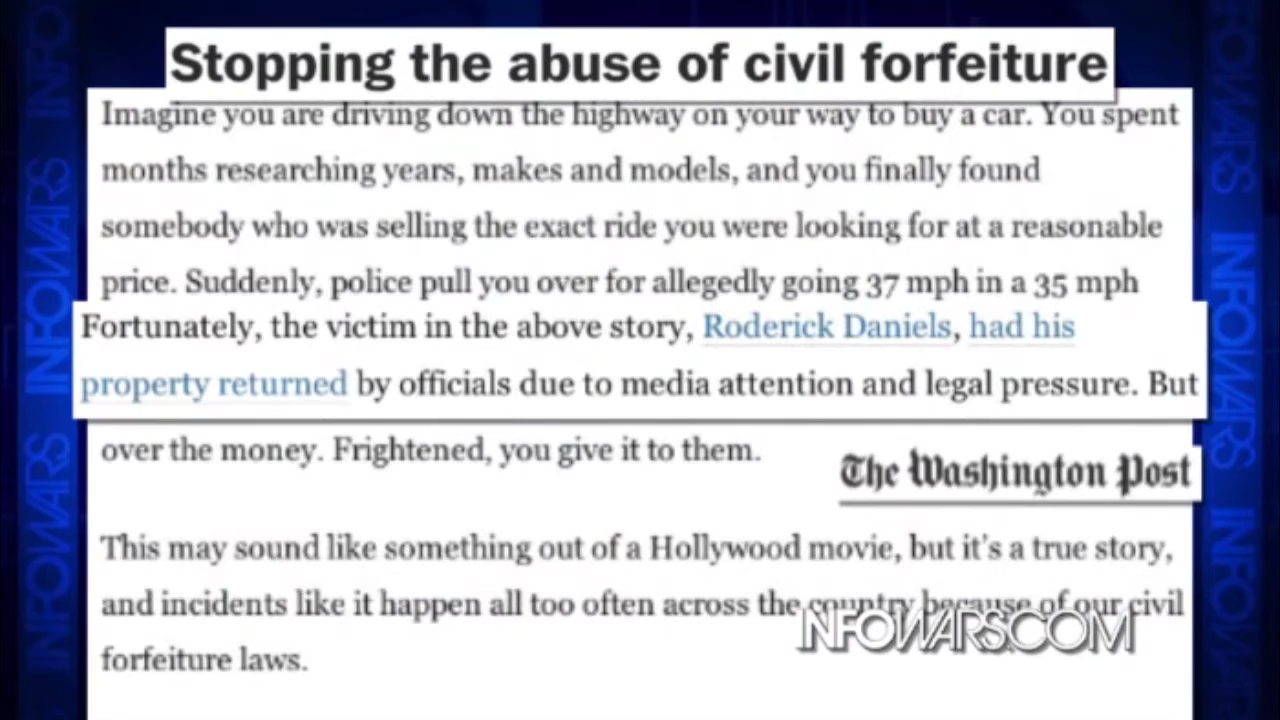 Stopping the abuse of civil forfeiture
Imagine you are driving down the highway on your way to buy a car. You spent
months researching years, makes and models, and you finally found
somebody who was selling the exact ride you were looking for at a reasonable
price. Suddenly, police pull you over for allegedly going 37 mph in a 35 mph
Fortunately, the victim in the above story, Roderick Daniels, had his
property returned by officials due to media attention and legal pressure. But
over the money. Frightened, you give it to them.
The Washington Post
This may sound like something out of a Hollywood movie, but it's a true story,
and incidents like it happen all too often across the country because of our civil
forfeiture laws.
INFOWARS.COM
INFO
INFOWARS
INFOWARS
INFOWARS
INFOWARS
INFOWARS